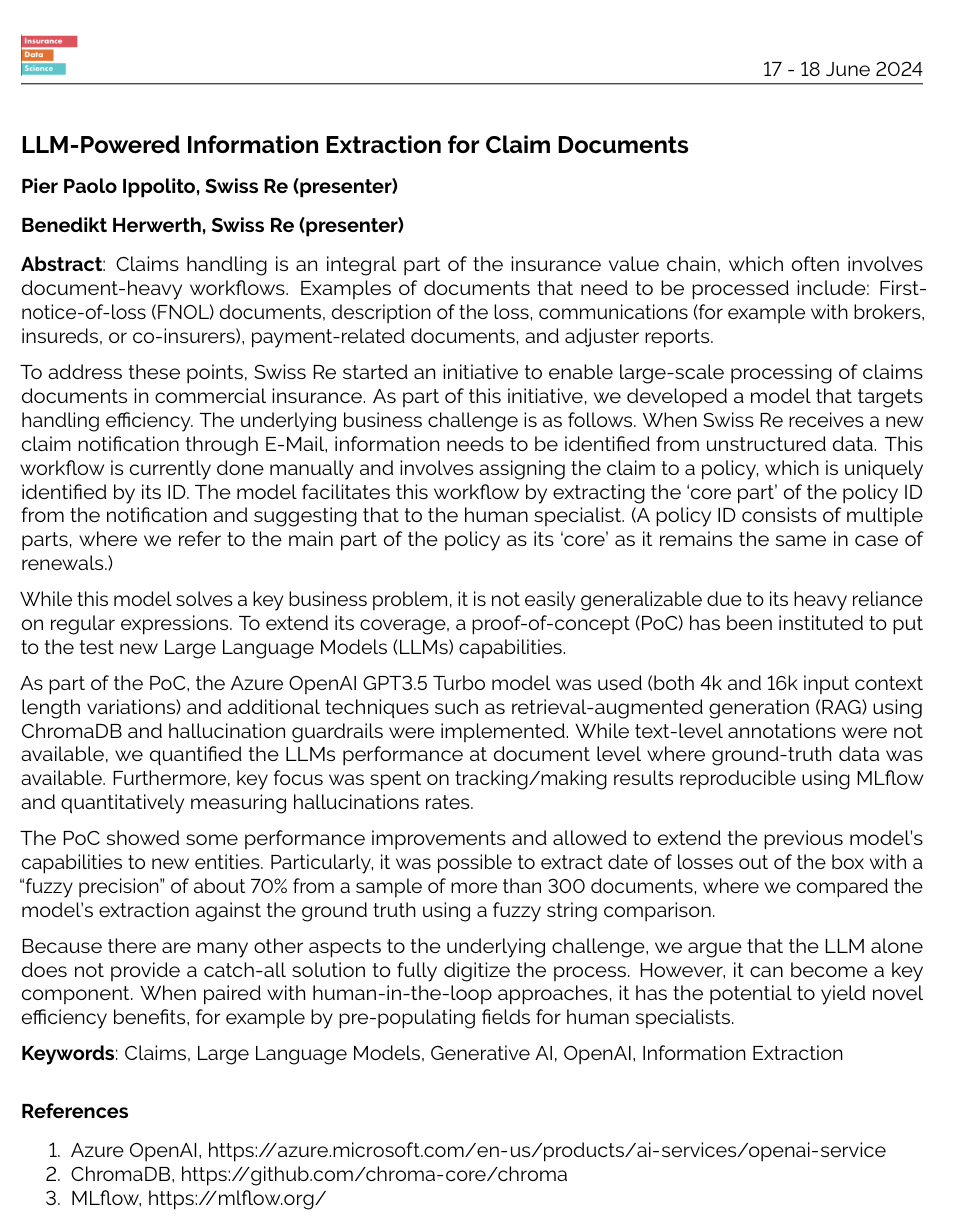 Insurance
Data
Science
17 - 18 June 2024
LLM-Powered Information Extraction for Claim Documents
Pier Paolo Ippolito, Swiss Re (presenter)
Benedikt Herwerth, Swiss Re (presenter)
Abstract: Claims handling is an integral part of the insurance value chain, which often involves
document-heavy workflows. Examples of documents that need to be processed include: First-
notice-of-loss (FNOL) documents, description of the loss, communications (for example with brokers,
insureds, or co-insurers), payment-related documents, and adjuster reports.
To address these points, Swiss Re started an initiative to enable large-scale processing of claims
documents in commercial insurance. As part of this initiative, we developed a model that targets
handling efficiency. The underlying business challenge is as follows. When Swiss Re receives a new
claim notification through E-Mail, information needs to be identified from unstructured data. This
workflow is currently done manually and involves assigning the claim to a policy, which is uniquely
identified by its ID. The model facilitates this workflow by extracting the ‘core part’ of the policy ID
from the notification and suggesting that to the human specialist. (A policy ID consists of multiple
parts, where we refer to the main part of the policy as its ‘core’ as it remains the same in case of
renewals.)
While this model solves a key business problem, it is not easily generalizable due to its heavy reliance
on regular expressions. To extend its coverage, a proof-of-concept (PoC) has been instituted to put
to the test new Large Language Models (LLMs) capabilities.
As part of the PoC, the Azure OpenAI GPT3.5 Turbo model was used (both 4k and 16k input context
length variations) and additional techniques such as retrieval-augmented generation (RAG) using
ChromaDB and hallucination guardrails were implemented. While text-level annotations were not
available, we quantified the LLMs performance at document level where ground-truth data was
available. Furthermore, key focus was spent on tracking/making results reproducible using MLflow
and quantitatively measuring hallucinations rates.
The PoC showed some performance improvements and allowed to extend the previous model’s
capabilities to new entities. Particularly, it was possible to extract date of losses out of the box with a
“fuzzy precision” of about 70% from a sample of more than 300 documents, where we compared the
model’s extraction against the ground truth using a fuzzy string comparison.
Because there are many other aspects to the underlying challenge, we argue that the LLM alone
does not provide a catch-all solution to fully digitize the process. However, it can become a key
component. When paired with human-in-the-loop approaches, it has the potential to yield novel
efficiency benefits, for example by pre-populating fields for human specialists.
Keywords: Claims, Large Language Models, Generative AI, OpenAI, Information Extraction
References
1. Azure OpenAI, https://azure.microsoft.com/en-us/products/ai-services/openai-service
2. ChromaDB, https://github.com/chroma-core/chroma
3. MLflow, https://mlflow.org/